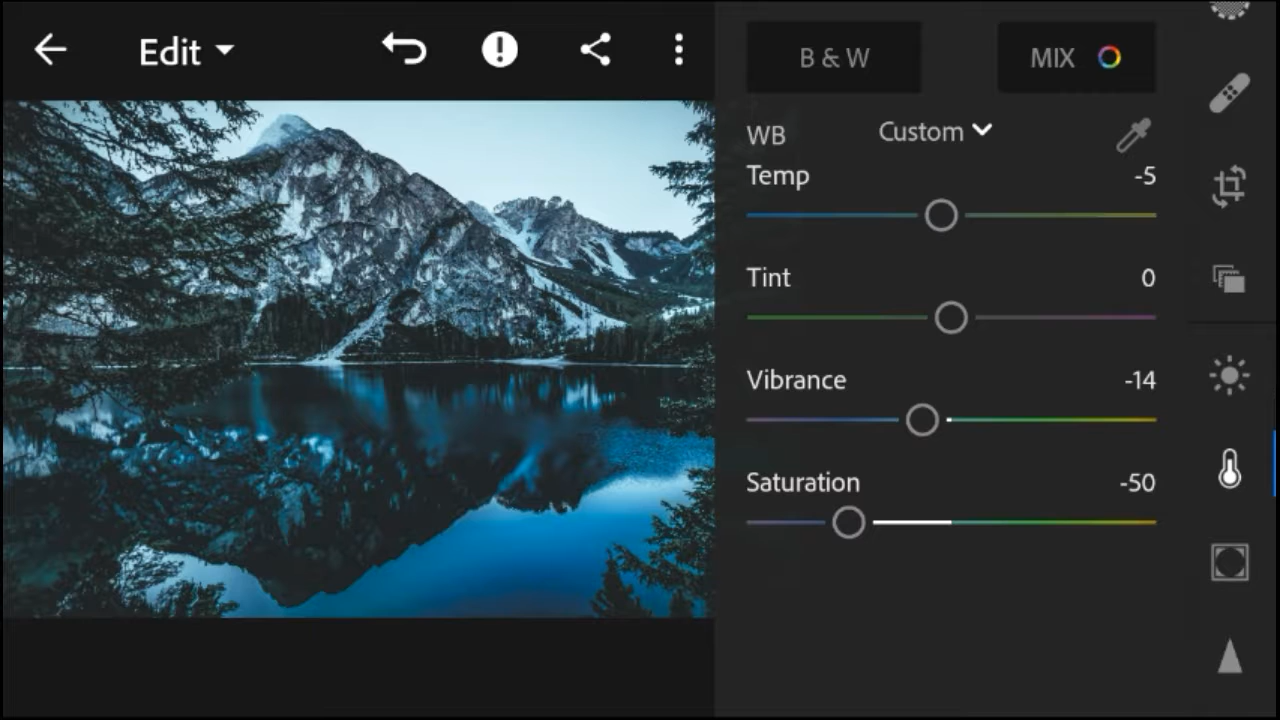 Edit
B & W
MIX
WB
Custom
Temp
-5
Tint
0
Vibrance
-14
Saturation
-50